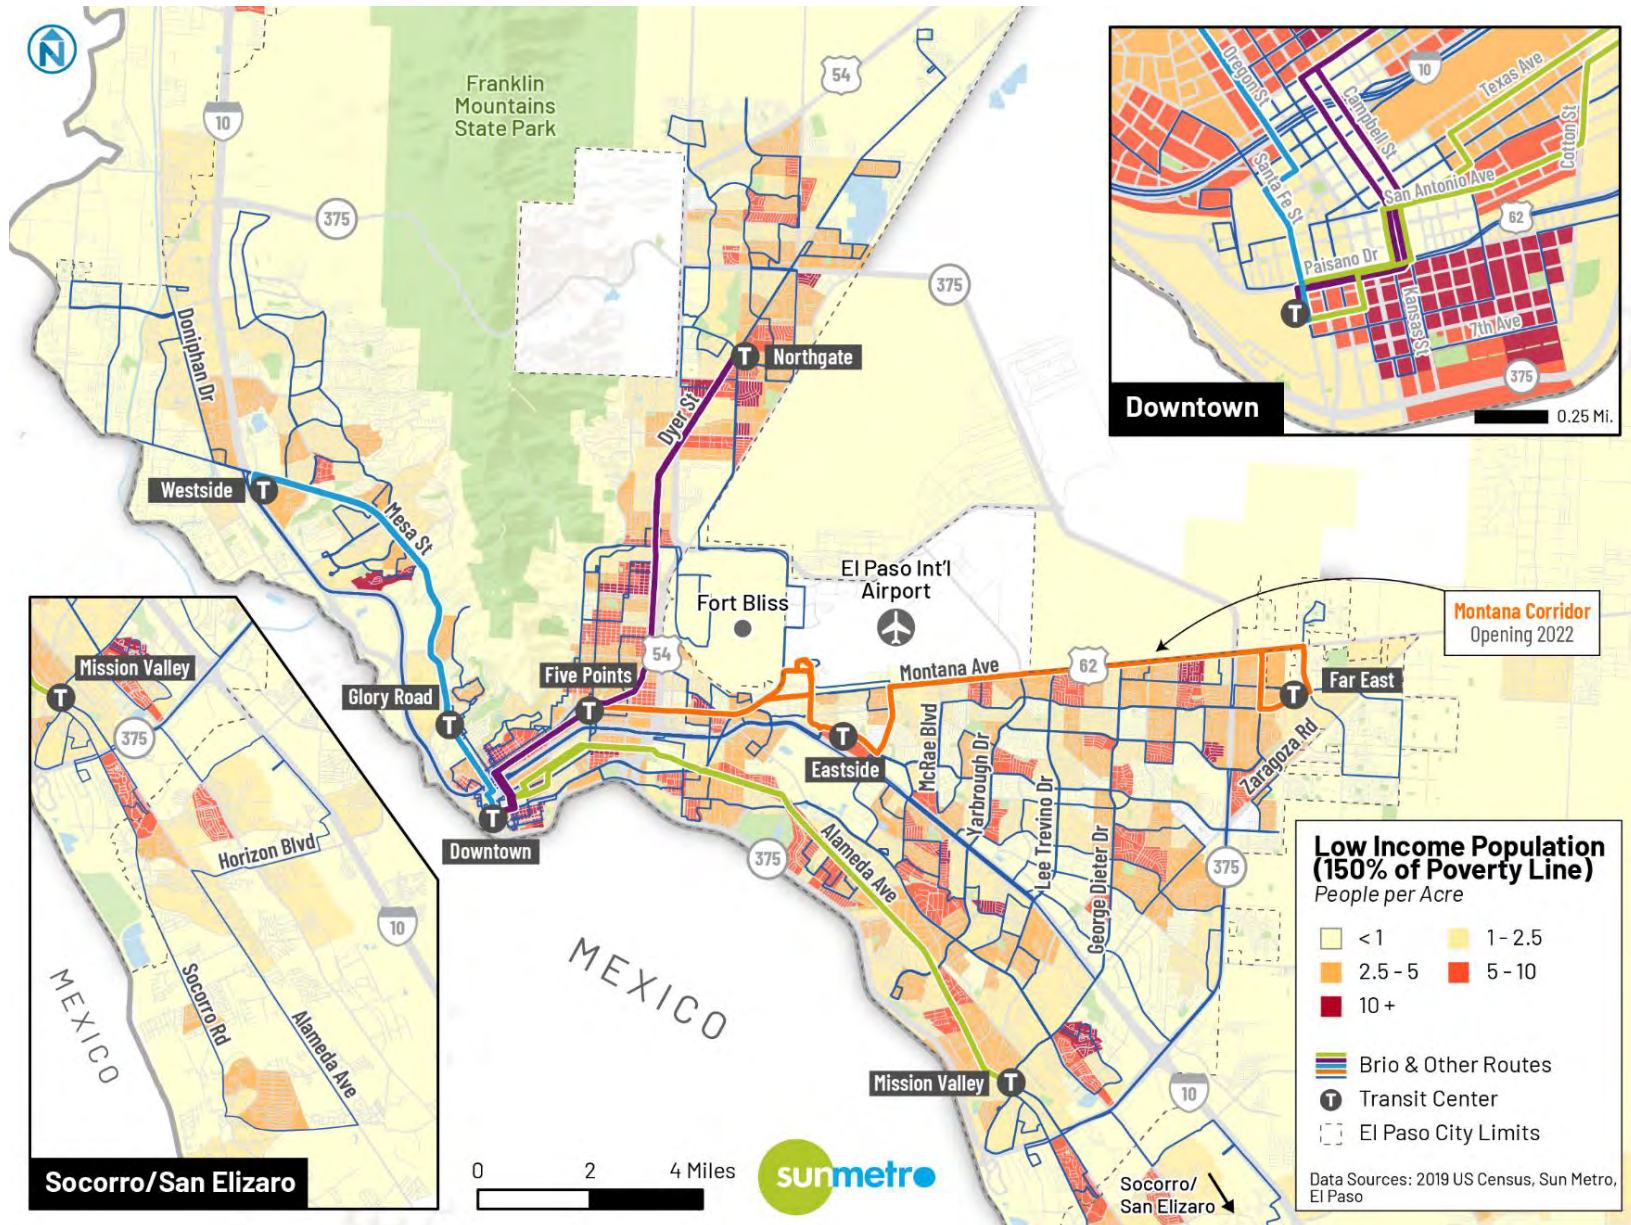 N
Franklin
Mountains
State Park
54
10
375
375
Doniphan Dr
Northgate
Dyer St
Westside
Mesa St
El Paso Int'l
Airport
Fort Bliss
54
Five Points
Glory Road
Montana Ave
62
Montana Corridor
Opening 2022
Far East
Eastside
McRae Blvd
Yarbrough Dr
Lee Trevino Dr
George Dieter Dr
Zaragoza Rd
Downtown
375
Alameda Ave
375
MEXICO
Mission Valley
10
Socorro/
San Elizaro
0 2 4 Miles
sunmetro
Oregon St
10
Texas Ave
Campbell St
Cotton St
Santa Fe St
San Antonio Ave
62
Paisano Dr
Kansas St
7th Ave
375
Downtown
0.25 Mi.
Mission Valley
375
Horizon Blvd
10
MEXICO
Socorro Rd
Alameda Ave
Socorro/San Elizaro
Low Income Population
(150% of Poverty Line)
People per Acre
< 1 1 - 2.5
2.5 - 5 5 - 10
10 +
Brio & Other Routes
T Transit Center
El Paso City Limits
Data Sources: 2019 US Census, Sun Metro,
El Paso
T
T
T
T
T
T
T
T
T
T